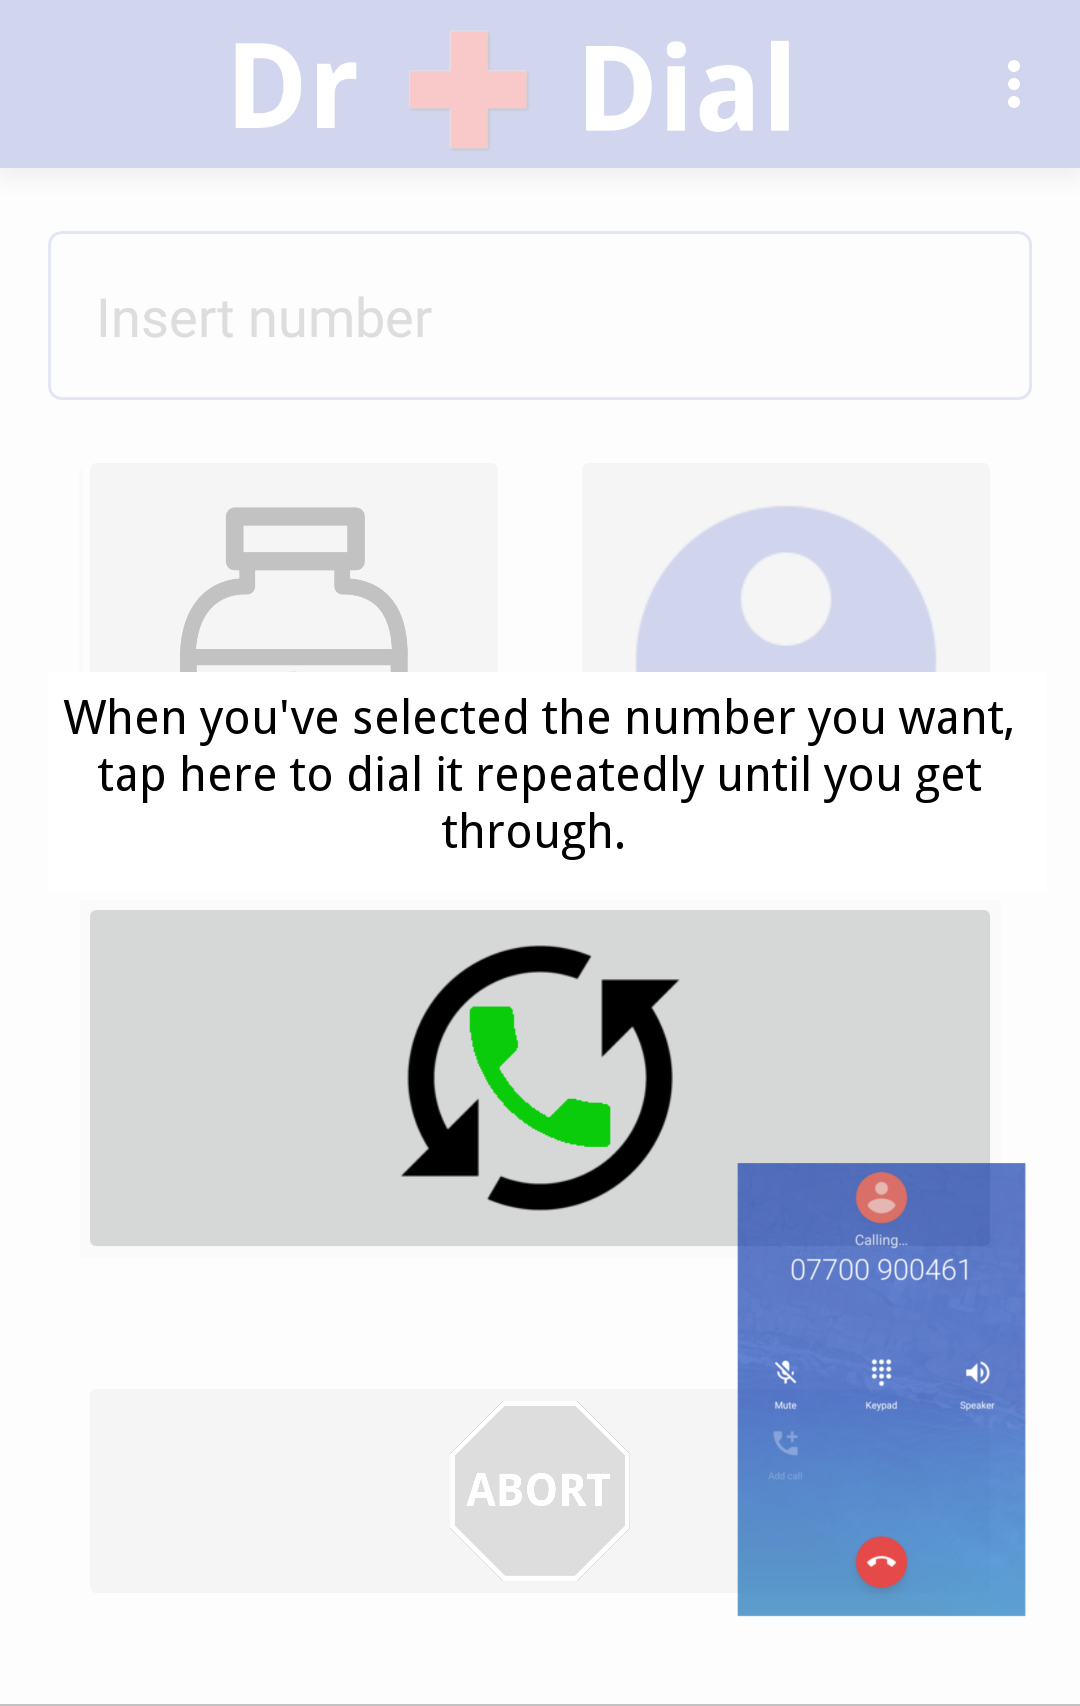 Dr Dial
Insert number
When you've selected the number you want,
tap here to dial it repeatedly until you get
through.
Calling...
07700 900461
Mute Keypad Speaker
Add call
ABORT